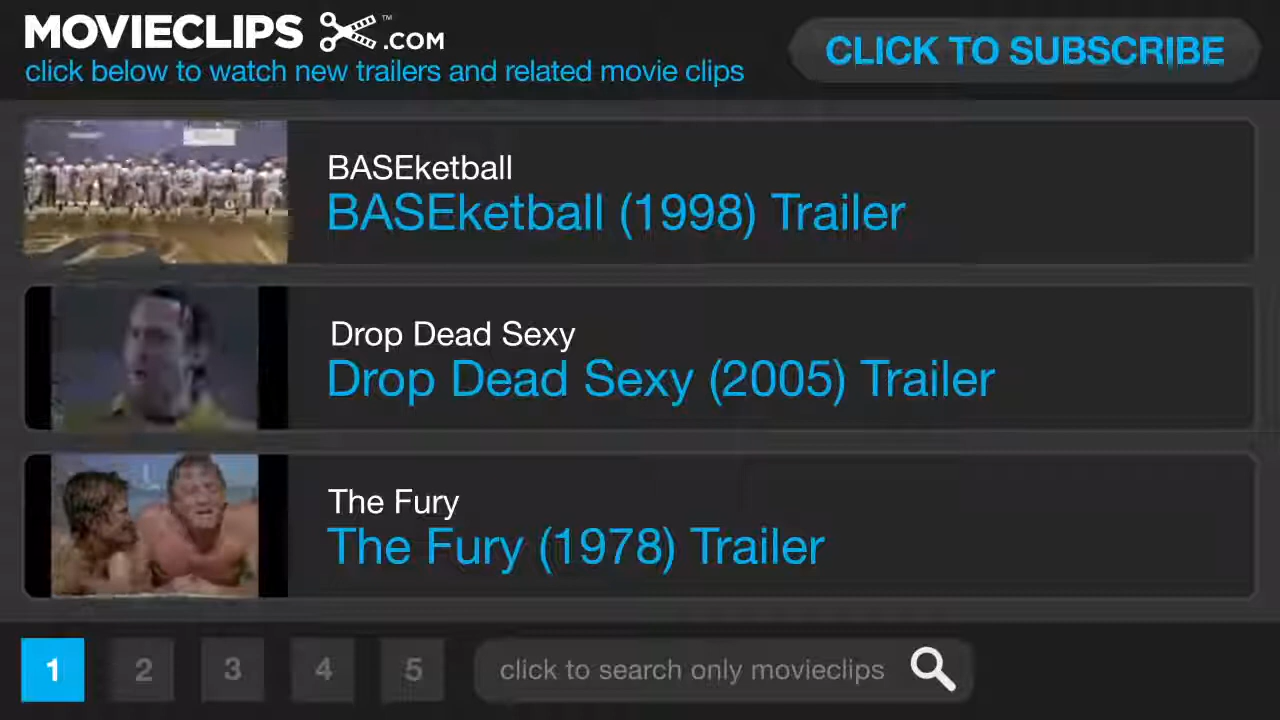 MOVIECLIPS ™ .COM
CLICK TO SUBSCRIBE
click below to watch new trailers and related movie clips
BASEketball
BASEketball (1998) Trailer
Drop Dead Sexy
Drop Dead Sexy (2005) Trailer
The Fury
The Fury (1978) Trailer
1 2 3 4 5 click to search only movieclips